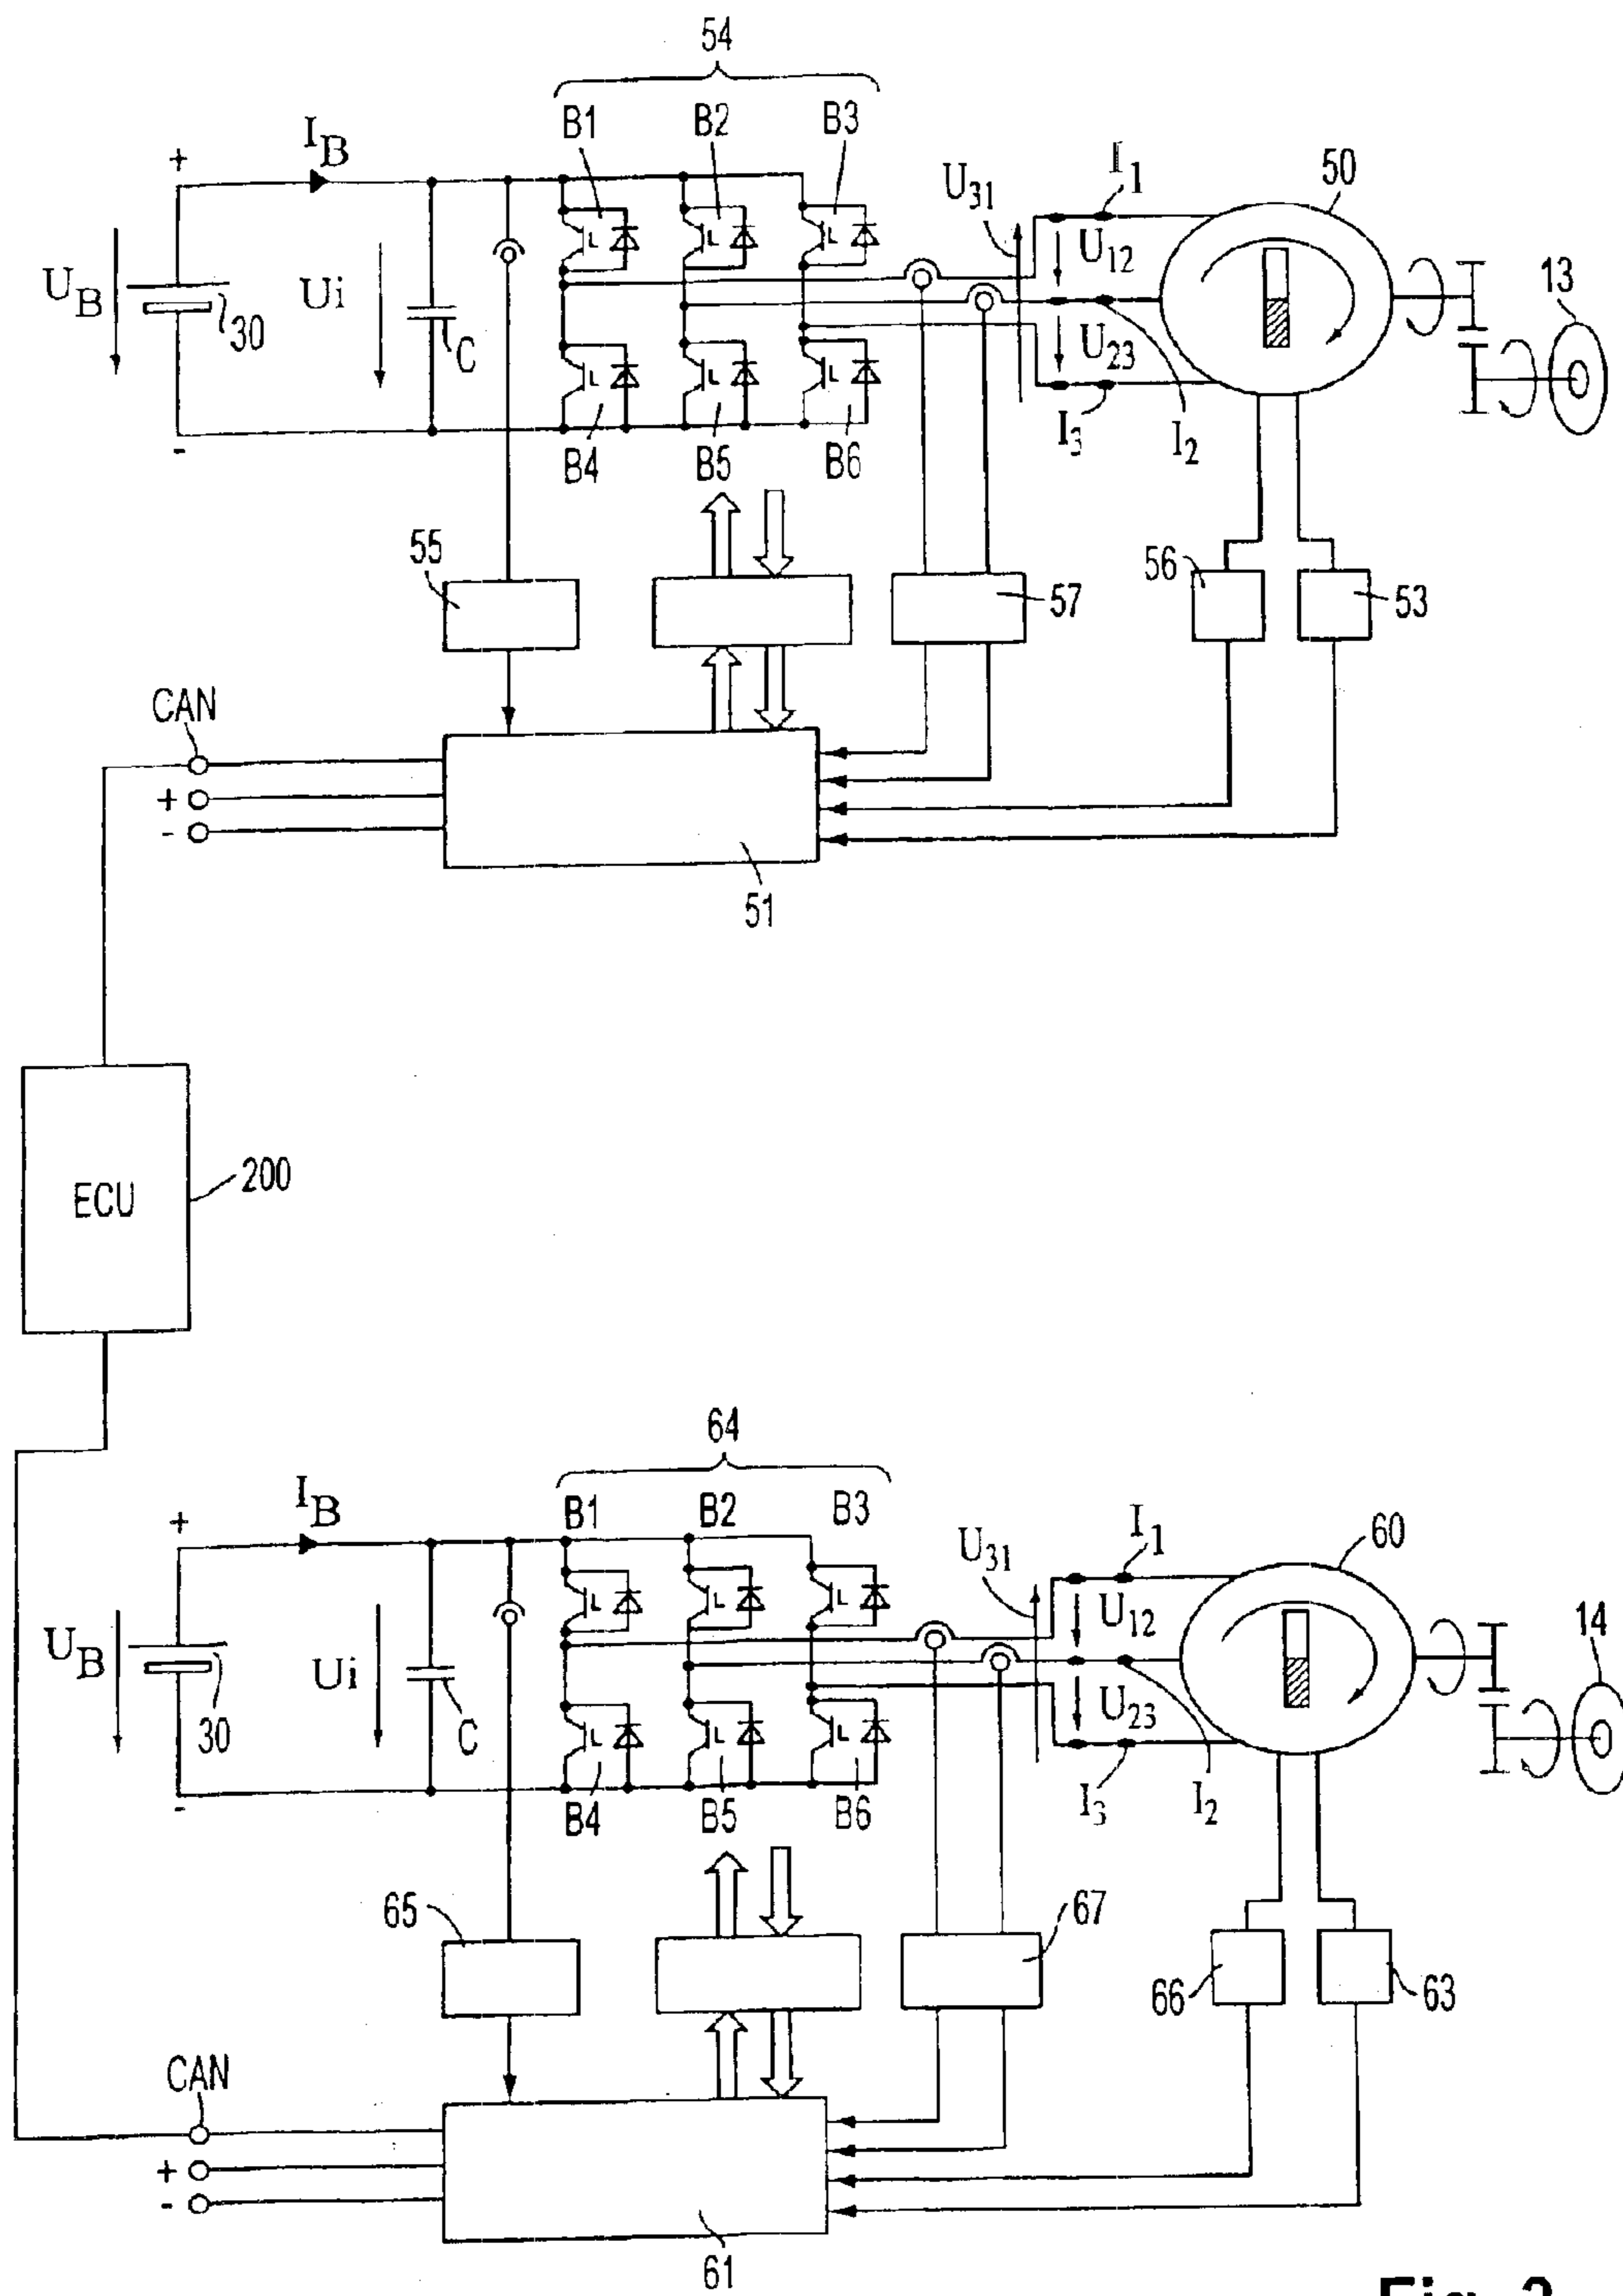 54
B1 B2 B3
I_B
+
U_31
I_1
50
U_B
30
Ui
C
U_12
U_23
13
-
B4 B5 B6
I_3
I_2
55
56
57
53
CAN
+
-
51
ECU
200
64
B1 B2 B3
I_B
+
U_31
I_1
60
U_B
30
Ui
C
U_12
U_23
14
-
B4 B5 B6
I_3
I_2
65
67
66
63
CAN
+
-
61